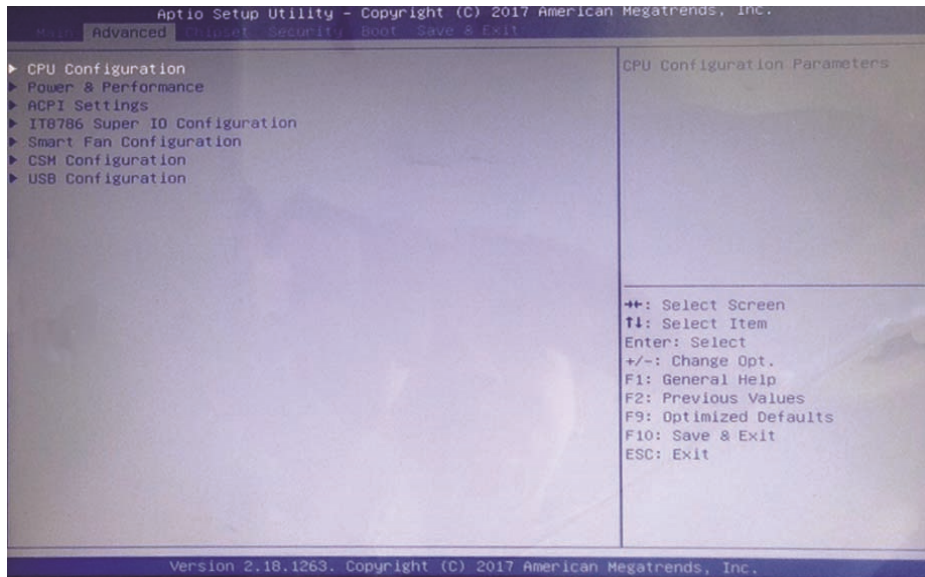 Aptio Setup Utility – Copyright (C) 2017 American Megatrends, Inc.
Main Advanced Chipset Security Boot Save & Exit
CPU Configuration
Power & Performance
ACPI Settings
IT8786 Super IO Configuration
Smart Fan Configuration
CSM Configuration
USB Configuration
CPU Configuration Parameters
→←: Select Screen
↑↓: Select Item
Enter: Select
+/-: Change Opt.
F1: General Help
F2: Previous Values
F9: Optimized Defaults
F10: Save & Exit
ESC: Exit
Version 2.18.1263. Copyright (C) 2017 American Megatrends, Inc.